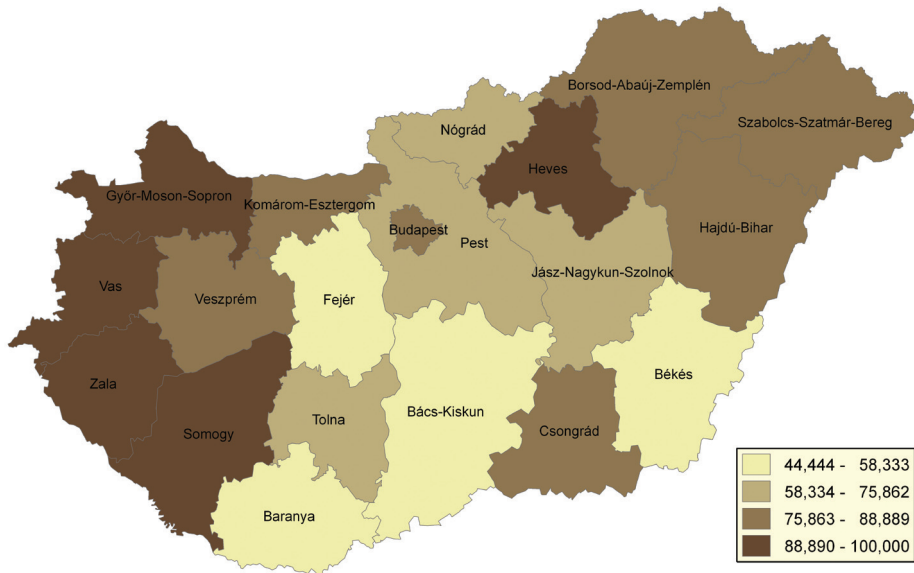 Borsod-Abaúj-Zemplén
Szabolcs-Szatmár-Bereg
Nógrád
Heves
Győr-Moson-Sopron
Komárom-Esztergom
Budapest
Pest
Hajdú-Bihar
Jász-Nagykun-Szolnok
Vas
Veszprém
Fejér
Békés
Zala
Bács-Kiskun
Tolna
Somogy
Csongrád
Baranya
44,444 - 58,333
58,334 - 75,862
75,863 - 88,889
88,890 - 100,000